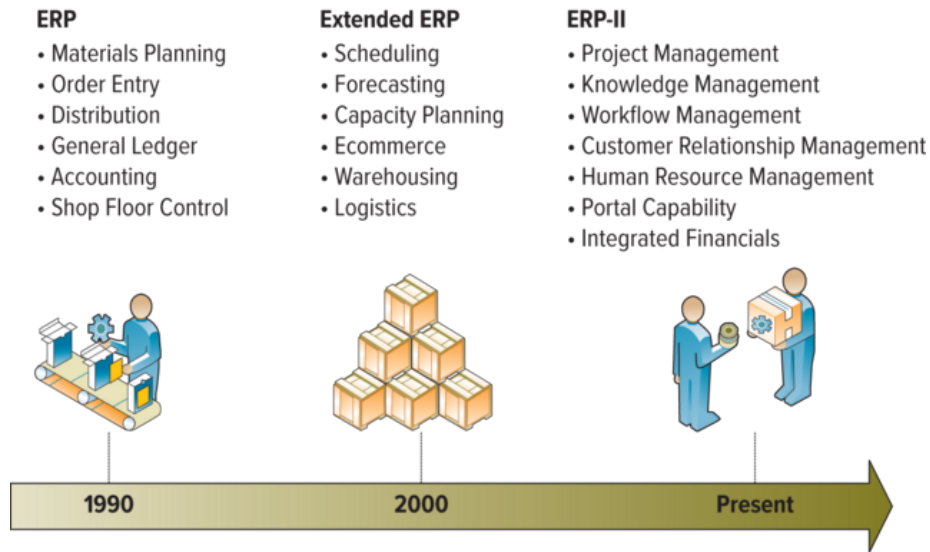 ERP
• Materials Planning
• Order Entry
• Distribution
• General Ledger
• Accounting
• Shop Floor Control
Extended ERP
• Scheduling
• Forecasting
• Capacity Planning
• Ecommerce
• Warehousing
• Logistics
ERP-II
• Project Management
• Knowledge Management
• Workflow Management
• Customer Relationship Management
• Human Resource Management
• Portal Capability
• Integrated Financials
1990
2000
Present